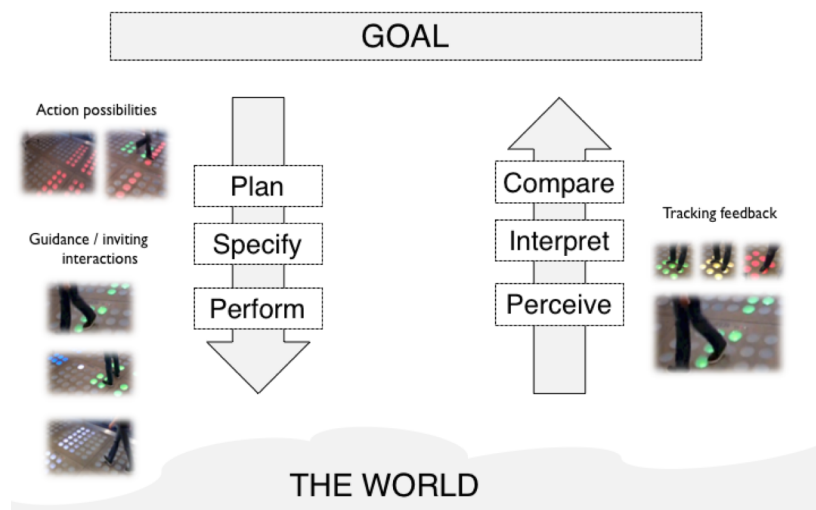 GOAL
Action possibilities
Plan
Specify
Perform
Guidance / inviting
interactions
Compare
Interpret
Perceive
Tracking feedback
THE WORLD